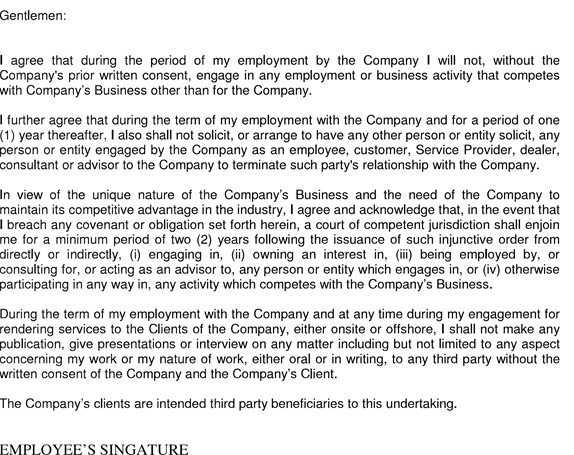 Gentlemen:
I agree that during the period of my employment by the Company I will not, without the
Company's prior written consent, engage in any employment or business activity that competes
with Company's Business other than for the Company.
I further agree that during the term of my employment with the Company and for a period of one
(1) year thereafter, I also shall not solicit, or arrange to have any other person or entity solicit, any
person or entity engaged by the Company as an employee, customer, Service Provider, dealer,
consultant or advisor to the Company to terminate such party's relationship with the Company.
In view of the unique nature of the Company's Business and the need of the Company to
maintain its competitive advantage in the industry, I agree and acknowledge that, in the event that
I breach any covenant or obligation set forth herein, a court of competent jurisdiction shall enjoin
me for a minimum period of two (2) years following the issuance of such injunctive order from
directly or indirectly, (i) engaging in, (ii) owning an interest in, (iii) being employed by, or
consulting for, or acting as an advisor to, any person or entity which engages in, or (iv) otherwise
participating in any way in, any activity which competes with the Company's Business.
During the term of my employment with the Company and at any time during my engagement for
rendering services to the Clients of the Company, either onsite or offshore, I shall not make any
publication, give presentations or interview on any matter including but not limited to any aspect
concerning my work or my nature of work, either oral or in writing, to any third party without the
written consent of the Company and the Company's Client.
The Company's clients are intended third party beneficiaries to this undertaking.
EMPLOYEE'S SINGATURE